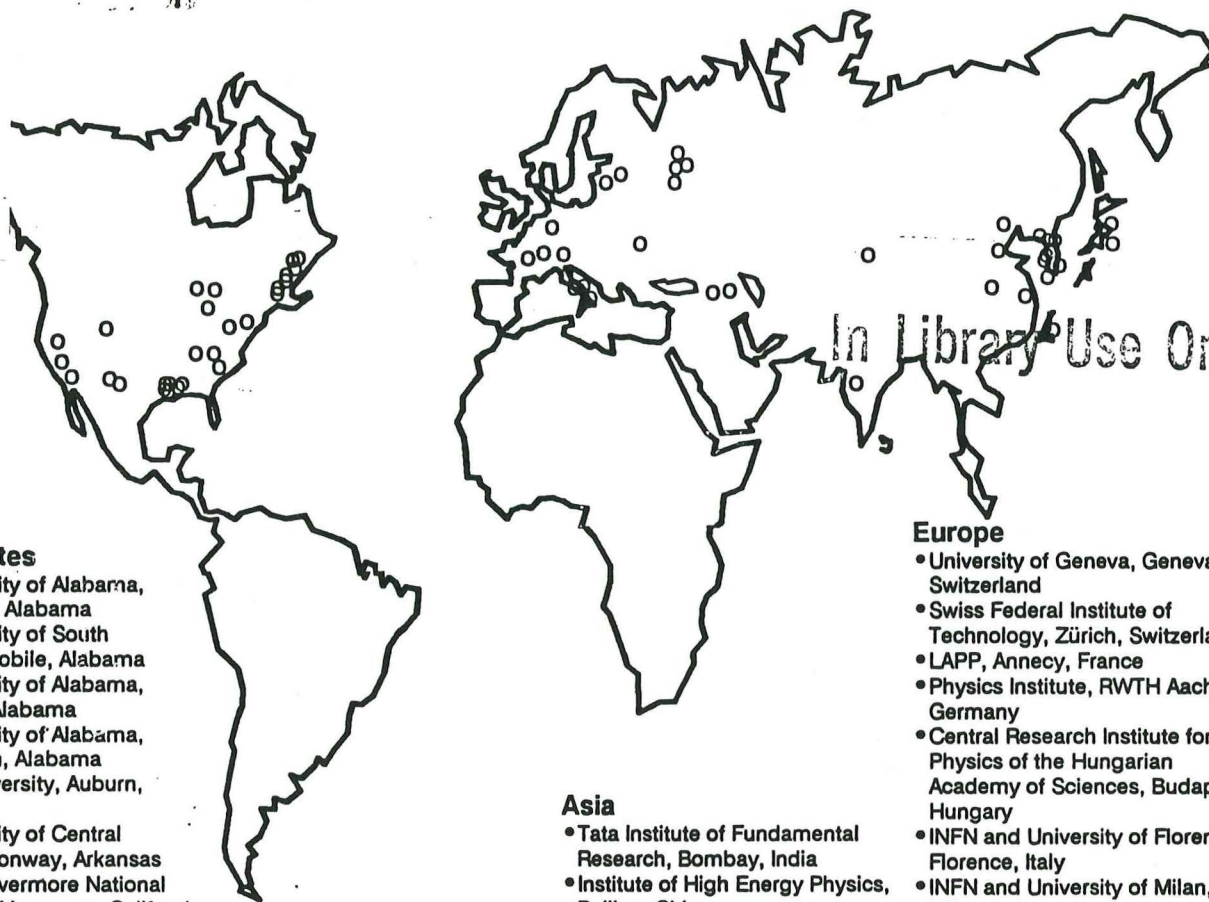 In Library Use
tes
ity of Alabama,
Alabama
ity of South
obile, Alabama
ity of Alabama,
labama
ity of Alabama,
, Alabama
ersity, Auburn,
ity of Central
onway, Arkansas
vermore National
Asia
• Tata Institute of Fundamental
Research, Bombay, India
• Institute of High Energy Physics,
Europe
• University of Geneva, Geneva
Switzerland
• Swiss Federal Institute of
Technology, Zürich, Switzerla
• LAPP, Annecy, France
• Physics Institute, RWTH Aach
Germany
• Central Research Institute for
Physics of the Hungarian
Academy of Sciences, Budap
Hungary
• INFN and University of Floren
Florence, Italy
• INFN and University of Milan,